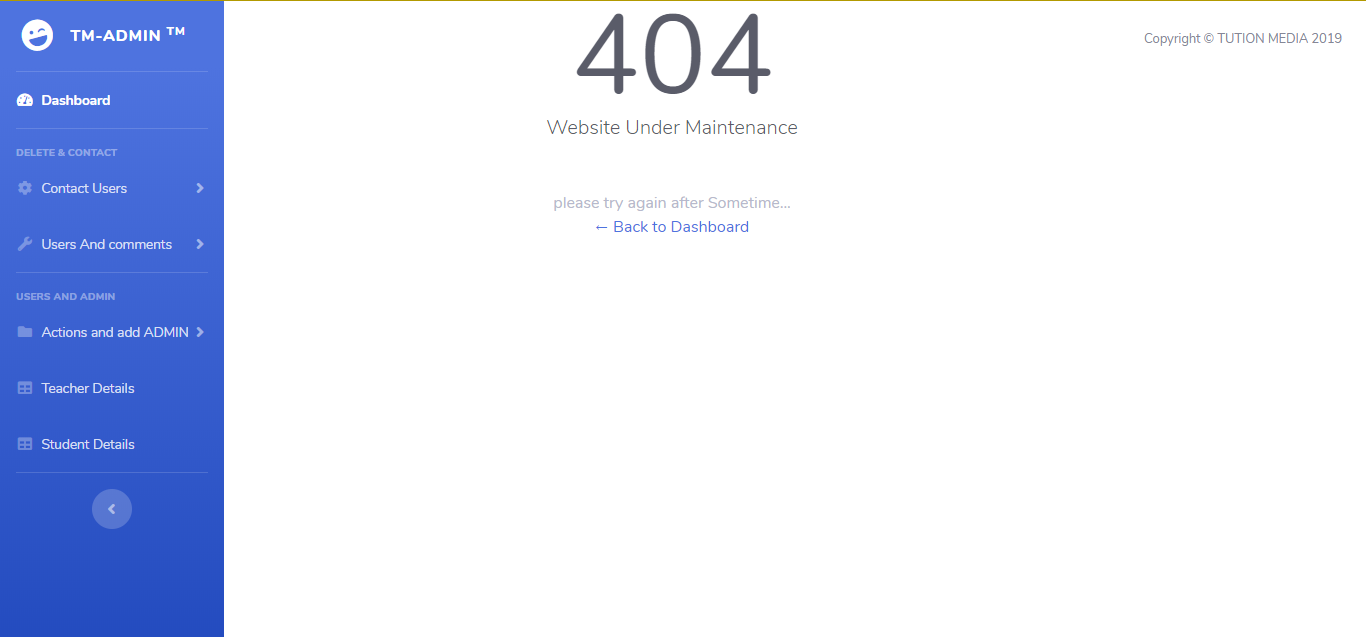 TM-ADMIN TM
Dashboard
DELETE & CONTACT
Contact Users
Users And comments
USERS AND ADMIN
Actions and add ADMIN
Teacher Details
Student Details
404
Website Under Maintenance
please try again after Sometime...
← Back to Dashboard
Copyright © TUTION MEDIA 2019